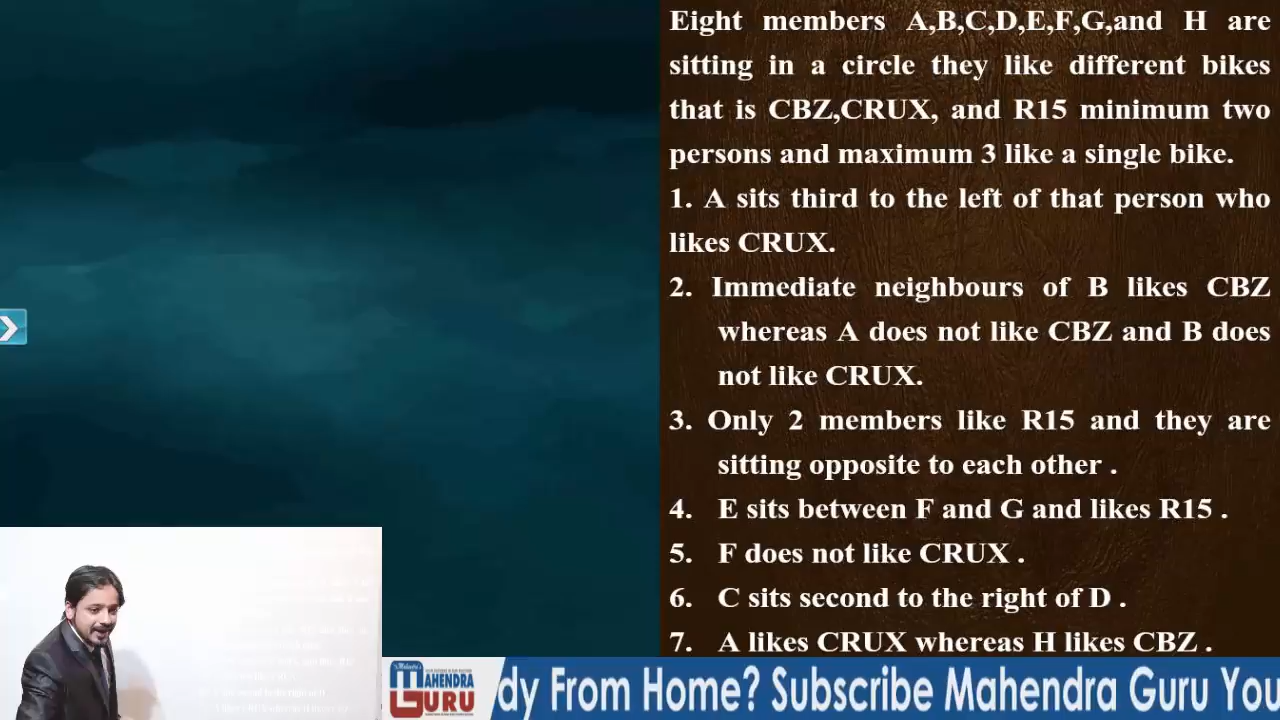 Eight members A,B,C,D,E,F,G,and H are
sitting in a circle they like different bikes
that is CBZ,CRUX, and R15 minimum two
persons and maximum 3 like a single bike.
1. A sits third to the left of that person who
likes CRUX.
2. Immediate neighbours of B likes CBZ
whereas A does not like CBZ and B does
not like CRUX.
3. Only 2 members like R15 and they are
sitting opposite to each other .
4. E sits between F and G and likes R15 .
5. F does not like CRUX .
6. C sits second to the right of D .
7. A likes CRUX whereas H likes CBZ .
MAHENDRA
GURU
dy From Home? Subscribe Mahendra Guru You